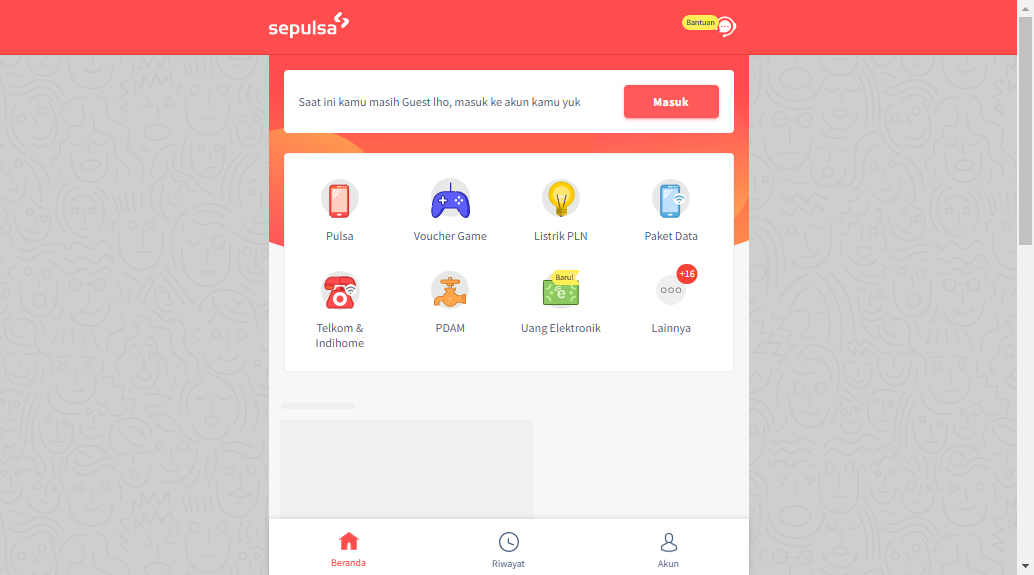 sepulsa
Bantuan
Saat ini kamu masih Guest lho, masuk ke akun kamu yuk
Masuk
Pulsa
Voucher Game
Listrik PLN
Paket Data
Telkom &
Indihome
PDAM
Baru!
e
Uang Elektronik
+16
Lainnya
Beranda
Riwayat
Akun